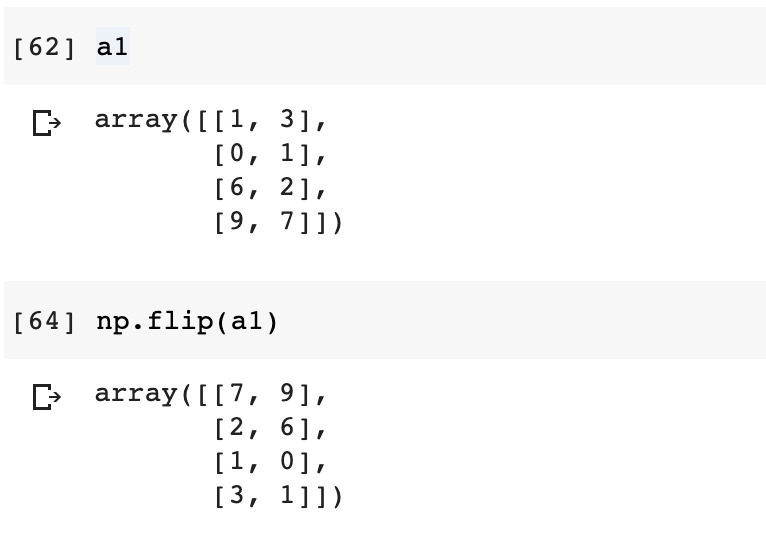 [62] a1
array([[1, 3],
[0, 1],
[6, 2],
[9, 7]])
[64] np.flip(a1)
array([[7, 9],
[2, 6],
[1, 0],
[3, 1]])